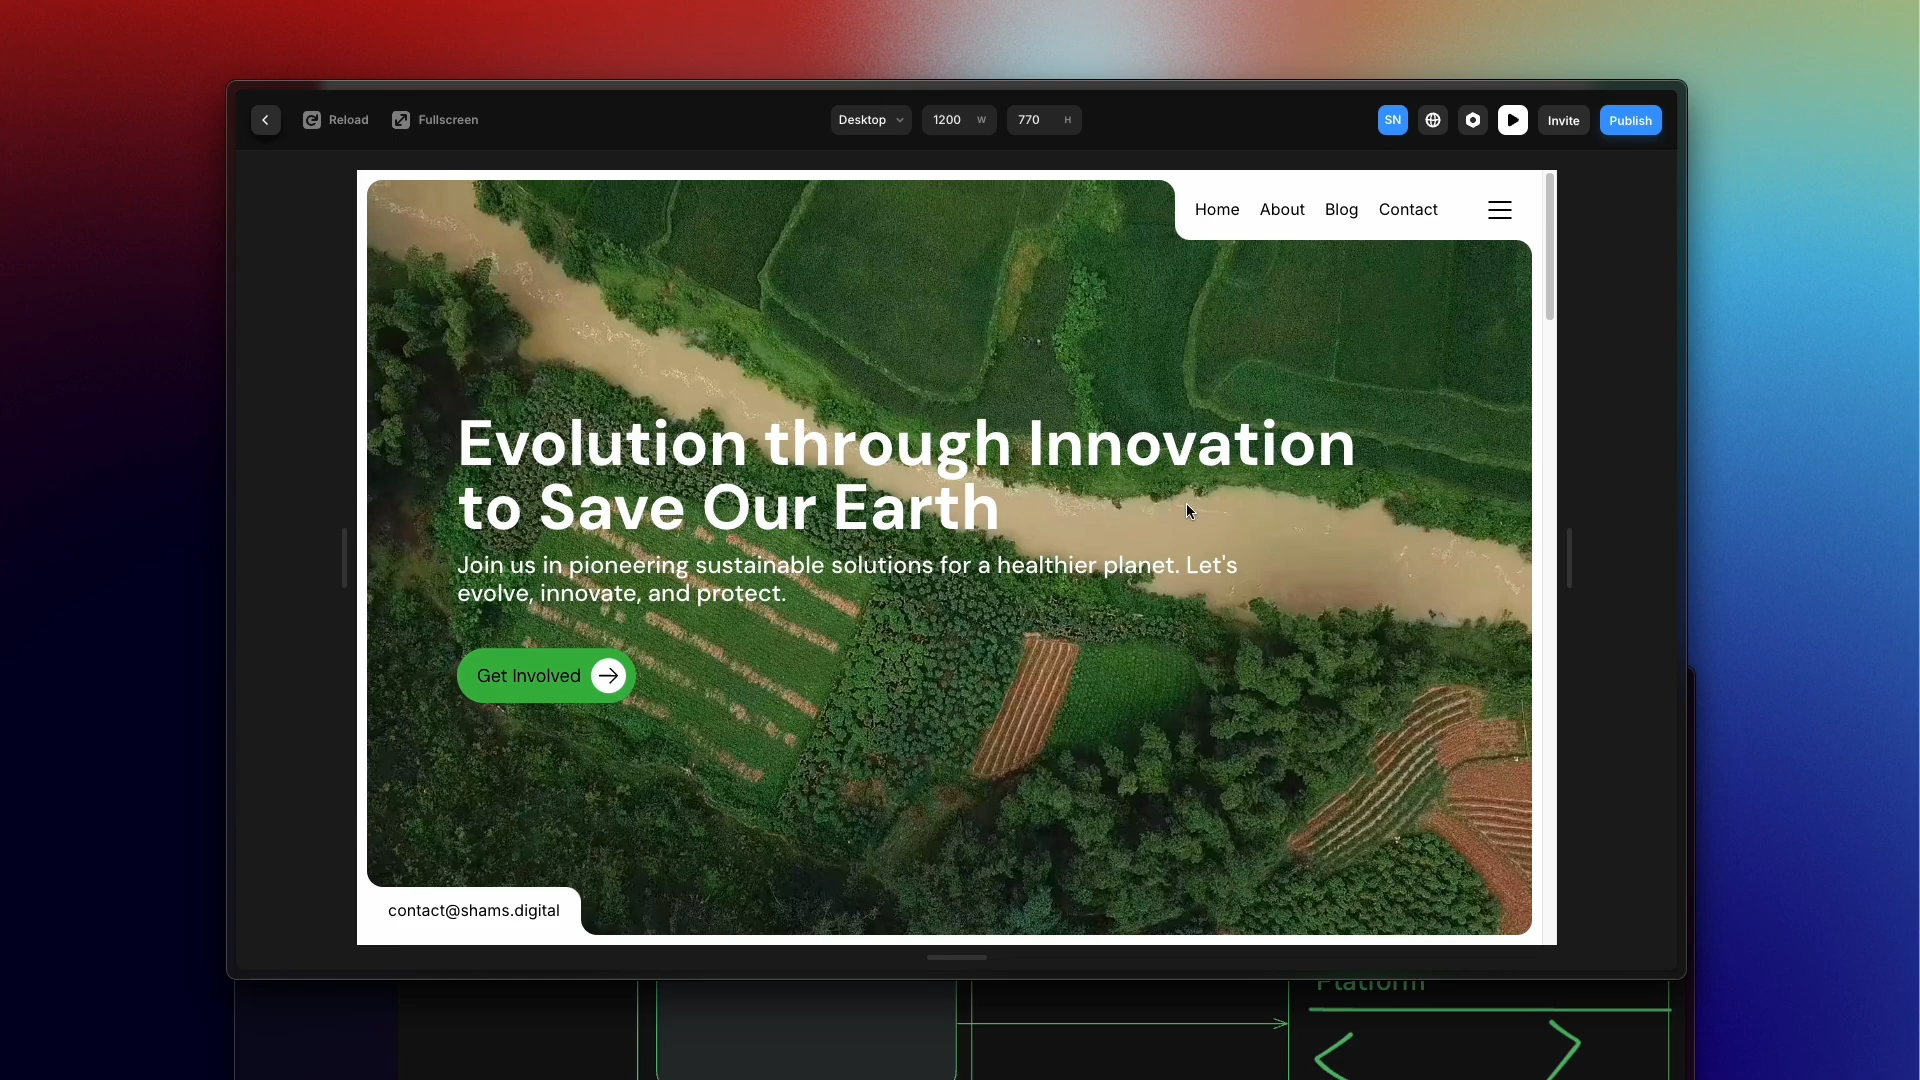 Reload Fullscreen Desktop 1200 W 770 H SN Invite Publish
Home About Blog Contact
Evolution through Innovation
to Save Our Earth
Join us in pioneering sustainable solutions for a healthier planet. Let's
evolve, innovate, and protect.
Get Involved
contact@shams.digital
Platform